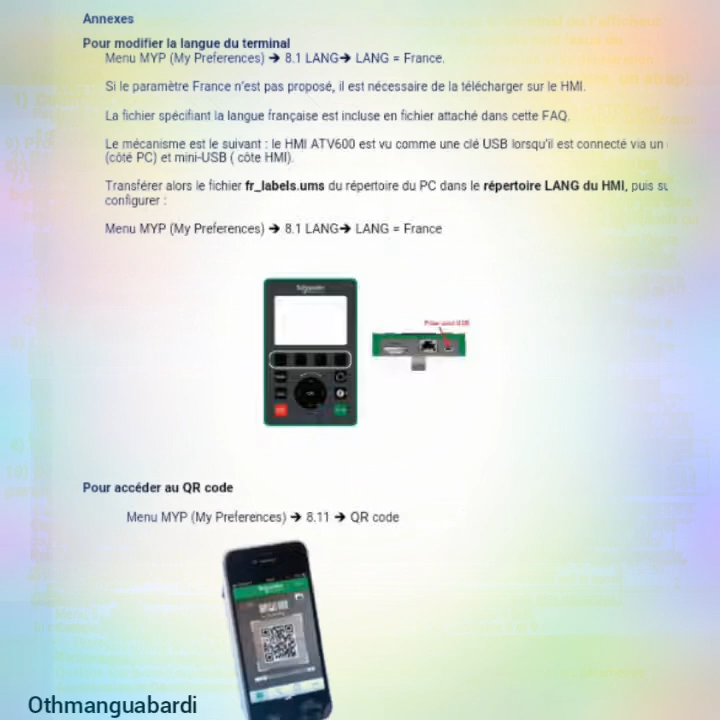 Annexes
Pour modifier la langue du terminal
Menu MYP (My Preferences) → 8.1 LANG→ LANG = France.
Si le paramètre France n'est pas proposé, il est nécessaire de la télécharger sur le HMI.
La fichier spécifiant la langue française est incluse en fichier attaché dans cette FAQ.
Le mécanisme est le suivant : le HMI ATV600 est vu comme une clé USB lorsqu'il est connecté via un
(côté PC) et mini-USB ( côte HMI).
Transférer alors le fichier fr_labels.ums du répertoire du PC dans le répertoire LANG du HMI, puis
configurer :
Menu MYP (My Preferences) → 8.1 LANG→ LANG = France
Schneider
Pour accéder au QR code
Menu MYP (My Preferences) → 8.11 → QR code
Othmanguabardi